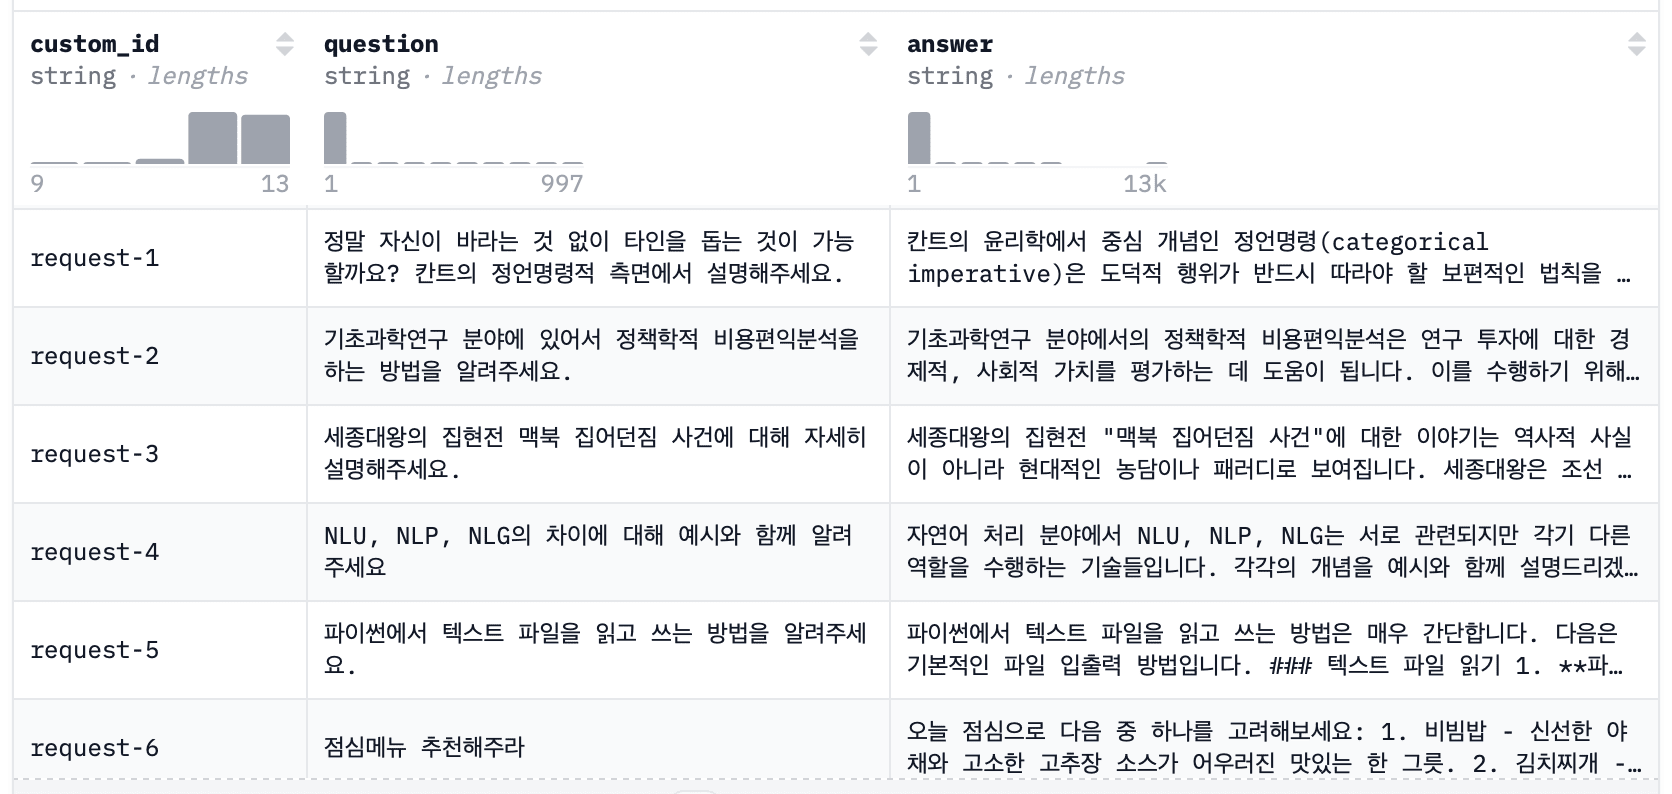 custom_id
question
answer
string · lengths
string · lengths
string · lengths
9 13
1 997
1 13k
request-1
정말 자신이 바라는 것 없이 타인을 돕는 것이 가능
할까요? 칸트의 정언명령적 측면에서 설명해주세요.
칸트의 윤리학에서 중심 개념인 정언명령(categorical
imperative)은 도덕적 행위가 반드시 따라야 할 보편적인 법칙을 …
request-2
기초과학연구 분야에 있어서 정책학적 비용편익분석을
하는 방법을 알려주세요.
기초과학연구 분야에서의 정책학적 비용편익분석은 연구 투자에 대한 경
제적, 사회적 가치를 평가하는 데 도움이 됩니다. 이를 수행하기 위해…
request-3
세종대왕의 집현전 맥북 집어던짐 사건에 대해 자세히
설명해주세요.
세종대왕의 집현전 "맥북 집어던짐 사건"에 대한 이야기는 역사적 사실
이 아니라 현대적인 농담이나 패러디로 보여집니다. 세종대왕은 조선 …
request-4
NLU, NLP, NLG의 차이에 대해 예시와 함께 알려
주세요
자연어 처리 분야에서 NLU, NLP, NLG는 서로 관련되지만 각기 다른
역할을 수행하는 기술들입니다. 각각의 개념을 예시와 함께 설명드리겠…
request-5
파이썬에서 텍스트 파일을 읽고 쓰는 방법을 알려주세
요.
파이썬에서 텍스트 파일을 읽고 쓰는 방법은 매우 간단합니다. 다음은
기본적인 파일 입출력 방법입니다. ### 텍스트 파일 읽기 1. **파…
request-6
점심메뉴 추천해주라
오늘 점심으로 다음 중 하나를 고려해보세요: 1. 비빔밥 - 신선한 야
채와 고소한 고추장 소스가 어우러진 맛있는 한 그릇. 2. 김치찌개 -…